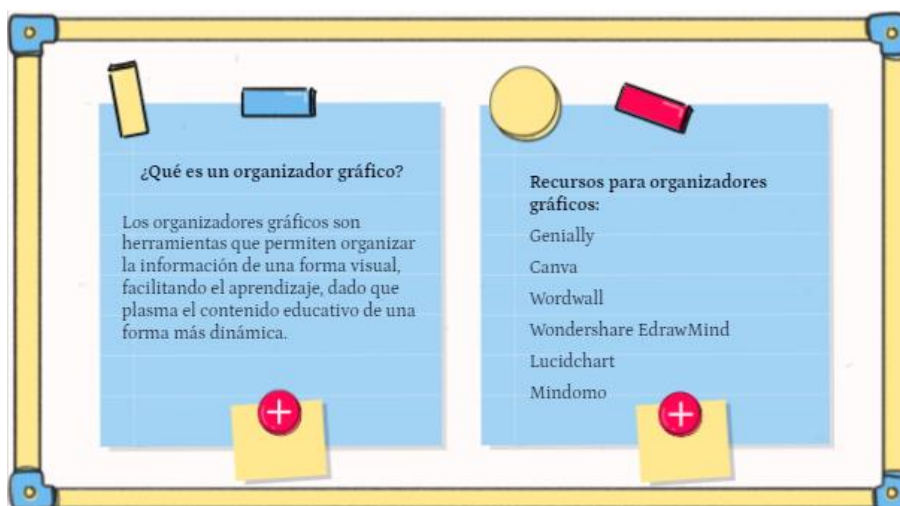 ¿Qué es un organizador gráfico?
Los organizadores gráficos son
herramientas que permiten organizar
la información de una forma visual,
facilitando el aprendizaje, dado que
plasma el contenido educativo de una
forma más dinámica.
Recursos para organizadores
gráficos:
Genially
Canva
Wordwall
Wondershare EdrawMind
Lucidchart
Mindomo